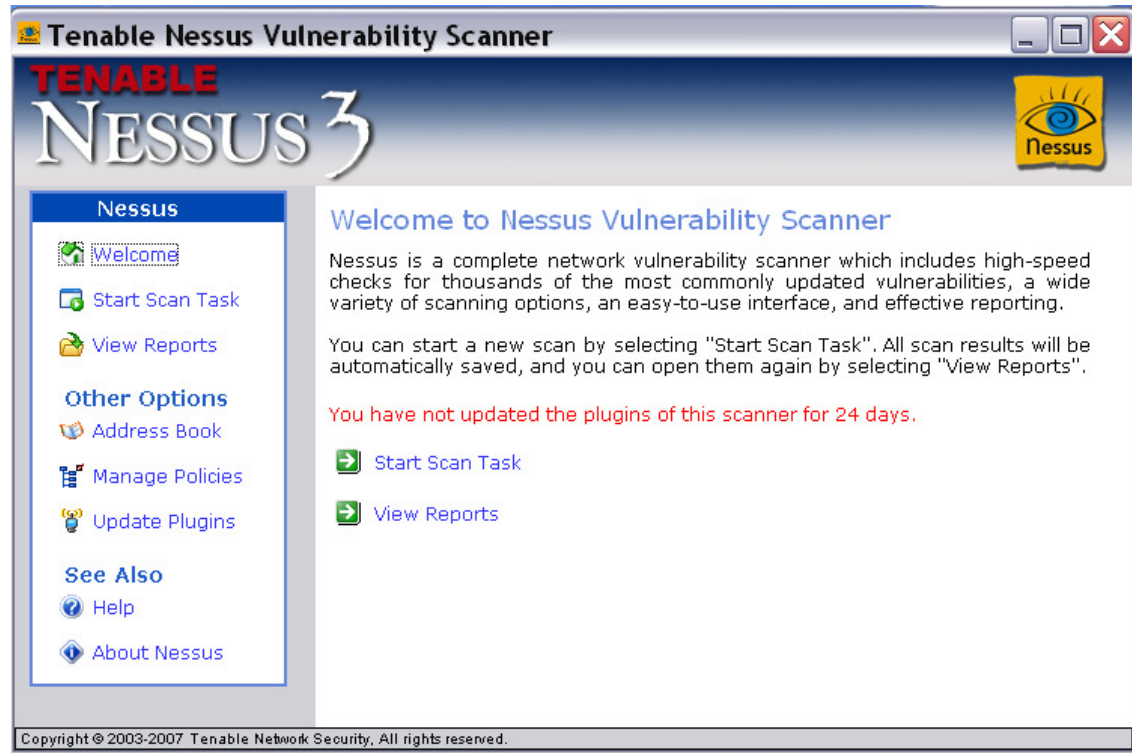 Tenable Nessus Vulnerability Scanner
TENABLE
NESSUS 3
Nessus
Nessus
Welcome
Start Scan Task
View Reports
Other Options
Address Book
Manage Policies
Update Plugins
See Also
Help
About Nessus
Welcome to Nessus Vulnerability Scanner
Nessus is a complete network vulnerability scanner which includes high-speed
checks for thousands of the most commonly updated vulnerabilities, a wide
variety of scanning options, an easy-to-use interface, and effective reporting.
You can start a new scan by selecting "Start Scan Task". All scan results will be
automatically saved, and you can open them again by selecting "View Reports".
You have not updated the plugins of this scanner for 24 days.
Start Scan Task
View Reports
Copyright © 2003-2007 Tenable Network Security, All rights reserved.